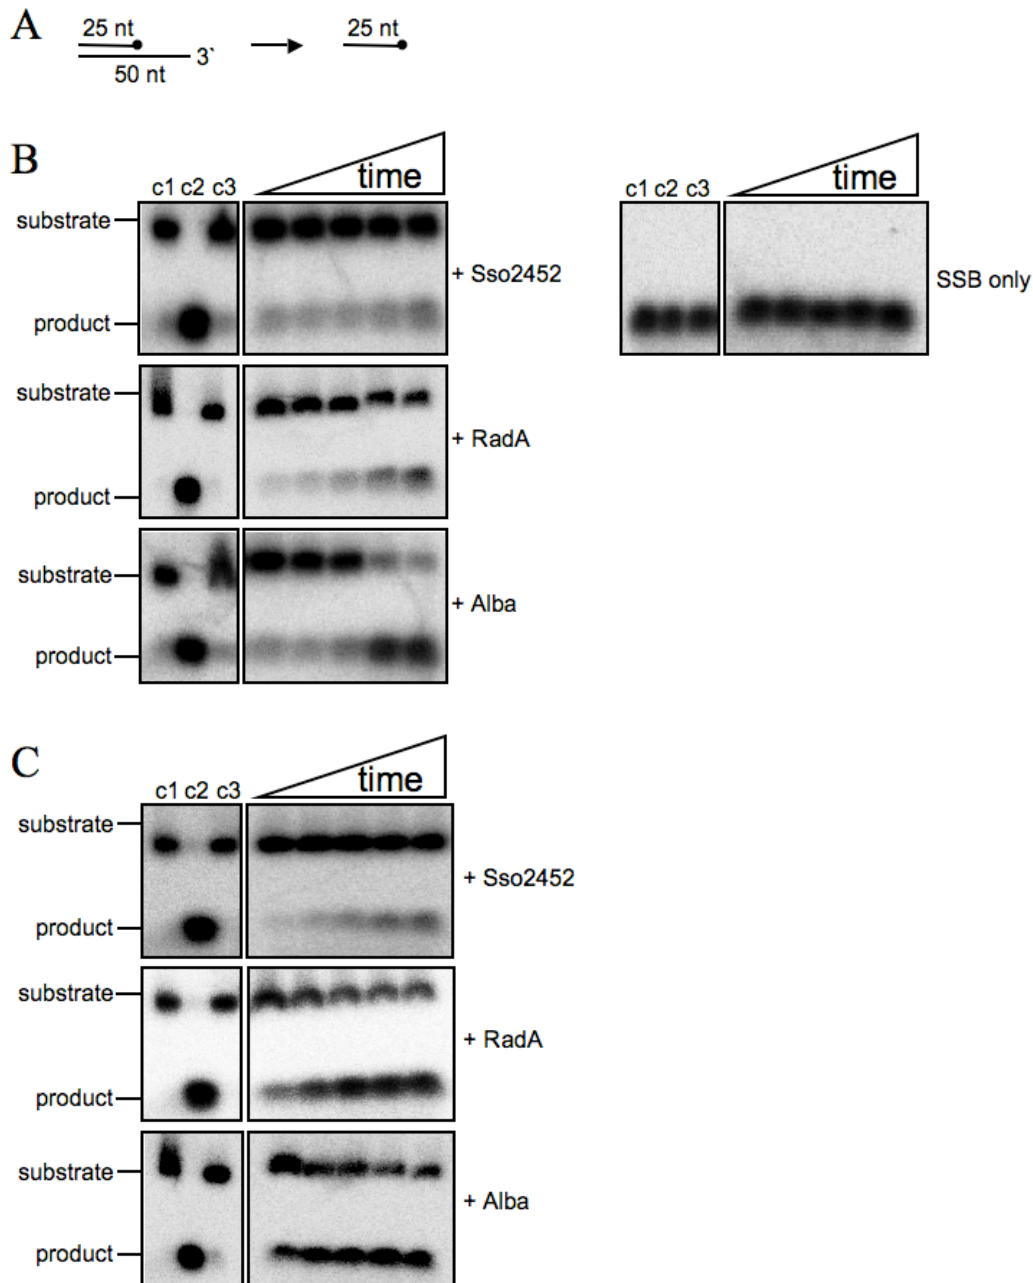 A
25 nt
50 nt
3`
25 nt
B
time
c1 c2 c3
substrate
product
+ Sso2452
substrate
product
+ RadA
substrate
product
+ Alba
time
c1 c2 c3
SSB only
C
time
c1 c2 c3
substrate
product
+ Sso2452
substrate
product
+ RadA
substrate
product
+ Alba